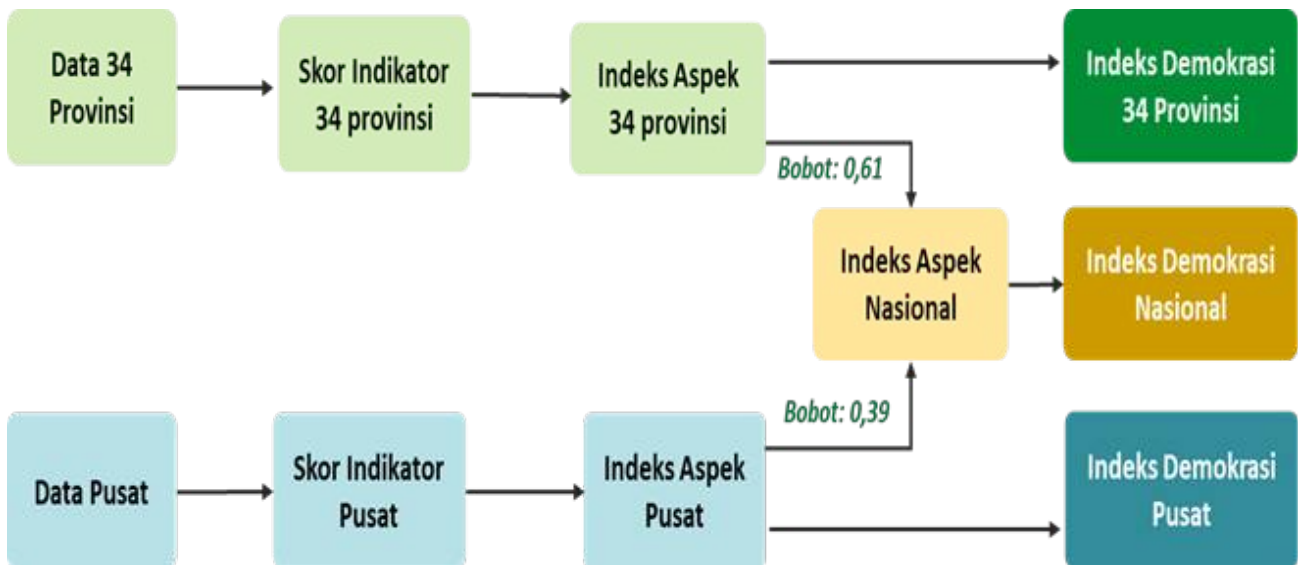 Data 34
Provinsi
Skor Indikator
34 provinsi
Indeks Aspek
34 provinsi
Indeks Demokrasi
34 Provinsi
Bobot: 0,61
Indeks Aspek
Nasional
Indeks Demokrasi
Nasional
Bobot: 0,39
Data Pusat
Skor Indikator
Pusat
Indeks Aspek
Pusat
Indeks Demokrasi
Pusat